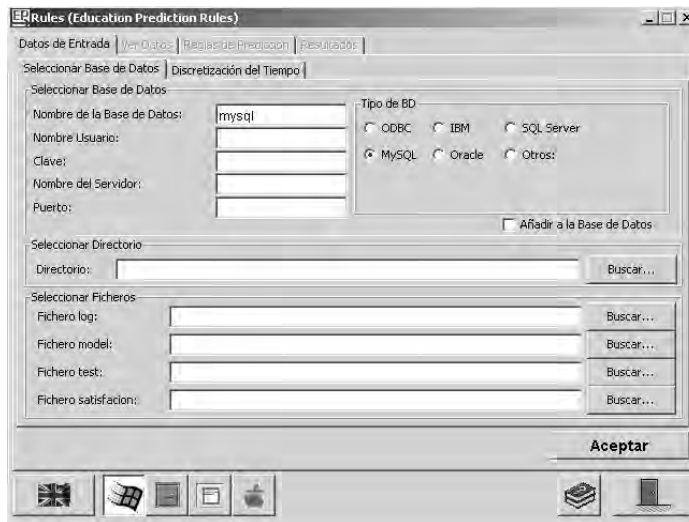 EPRules (Education Prediction Rules)
Datos de Entrada Ver Datos Reglas de Prediccion Resultados
Seleccionar Base de Datos Discretización del Tiempo
Seleccionar Base de Datos
Nombre de la Base de Datos: mysql
Nombre Usuario:
Clave:
Nombre del Servidor:
Puerto:
Tipo de BD
ODBC IBM SQL Server
MySQL Oracle Otros:
Añadir a la Base de Datos
Seleccionar Directorio
Directorio: Buscar...
Seleccionar Ficheros
Fichero log: Buscar...
Fichero model: Buscar...
Fichero test: Buscar...
Fichero satisfacion: Buscar...
Aceptar